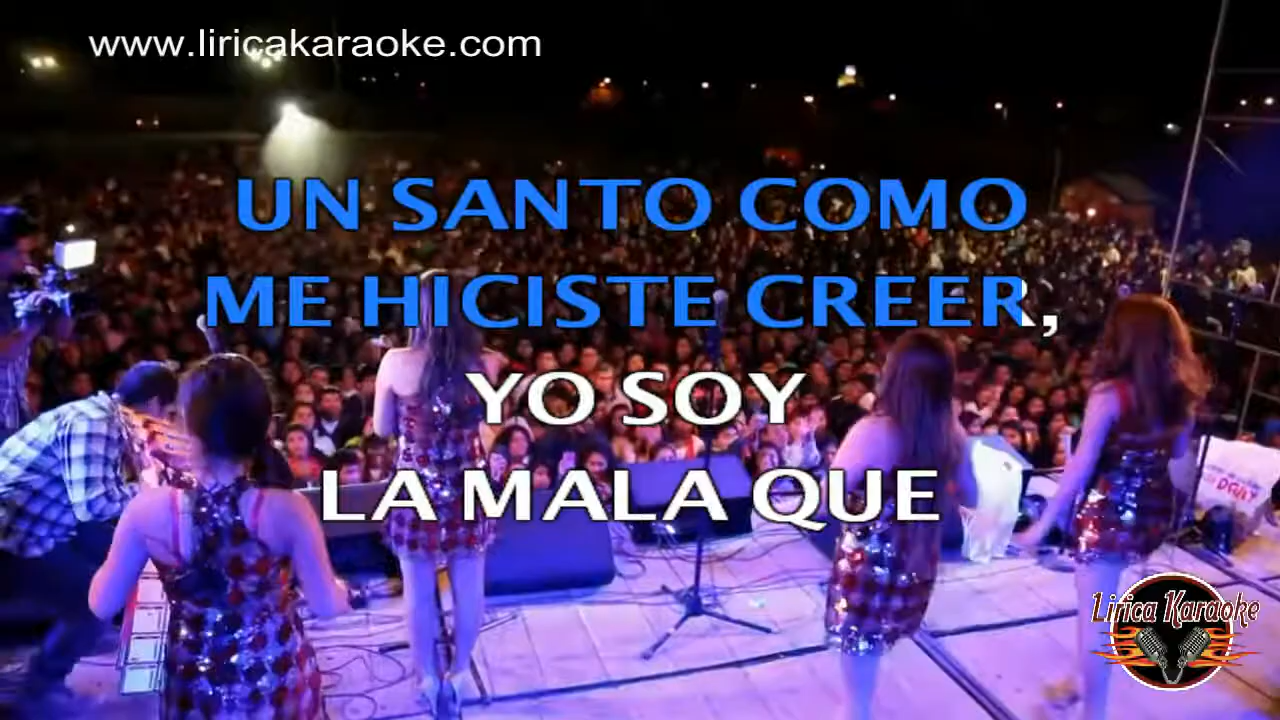 www.liricakaraoke.com
UN SANTO COMO
ME HICISTE CREER,
YO SOY
LA MALA QUE
Lirica Karaoke